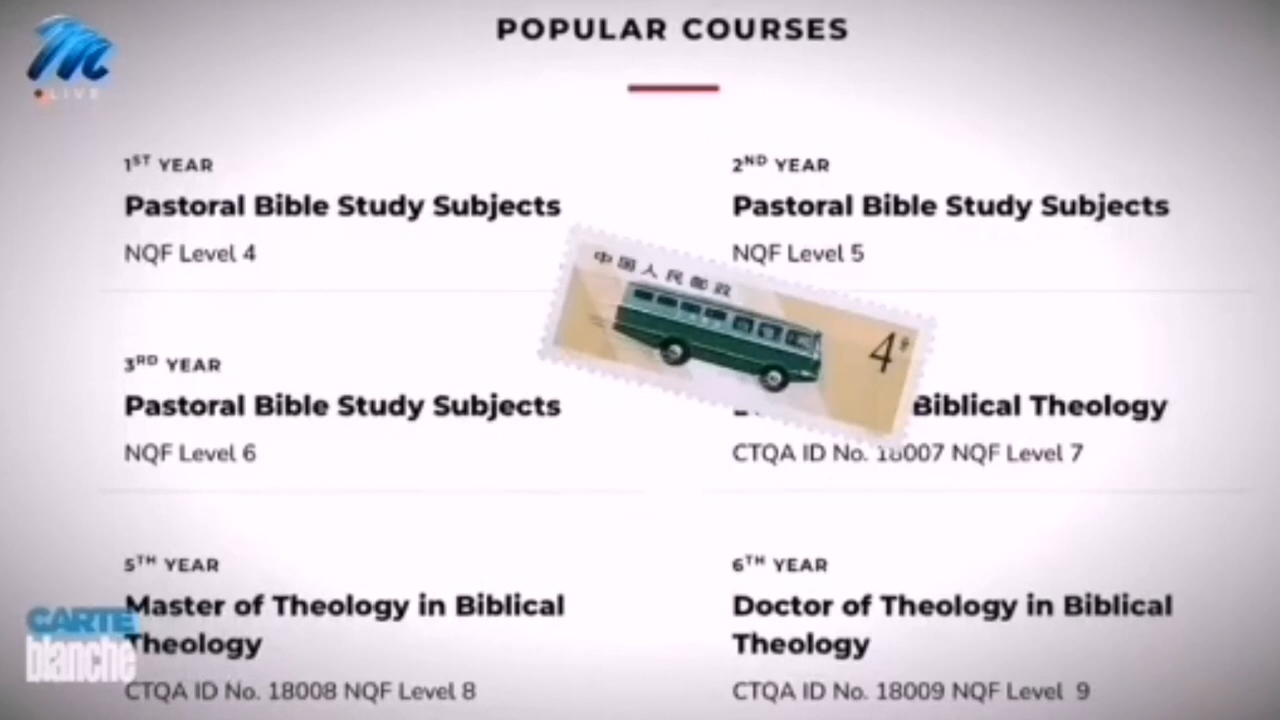 POPULAR COURSES
LIVE
1ST YEAR
Pastoral Bible Study Subjects
NQF Level 4
2ND YEAR
Pastoral Bible Study Subjects
NQF Level 5
中国人民邮政
4
3RD YEAR
Pastoral Bible Study Subjects
NQF Level 6
Biblical Theology
CTQA ID No. 18007 NQF Level 7
5TH YEAR
Master of Theology in Biblical
Theology
CTQA ID No. 18008 NQF Level 8
6TH YEAR
Doctor of Theology in Biblical
Theology
CTQA ID No. 18009 NQF Level 9
CARTE
blanche